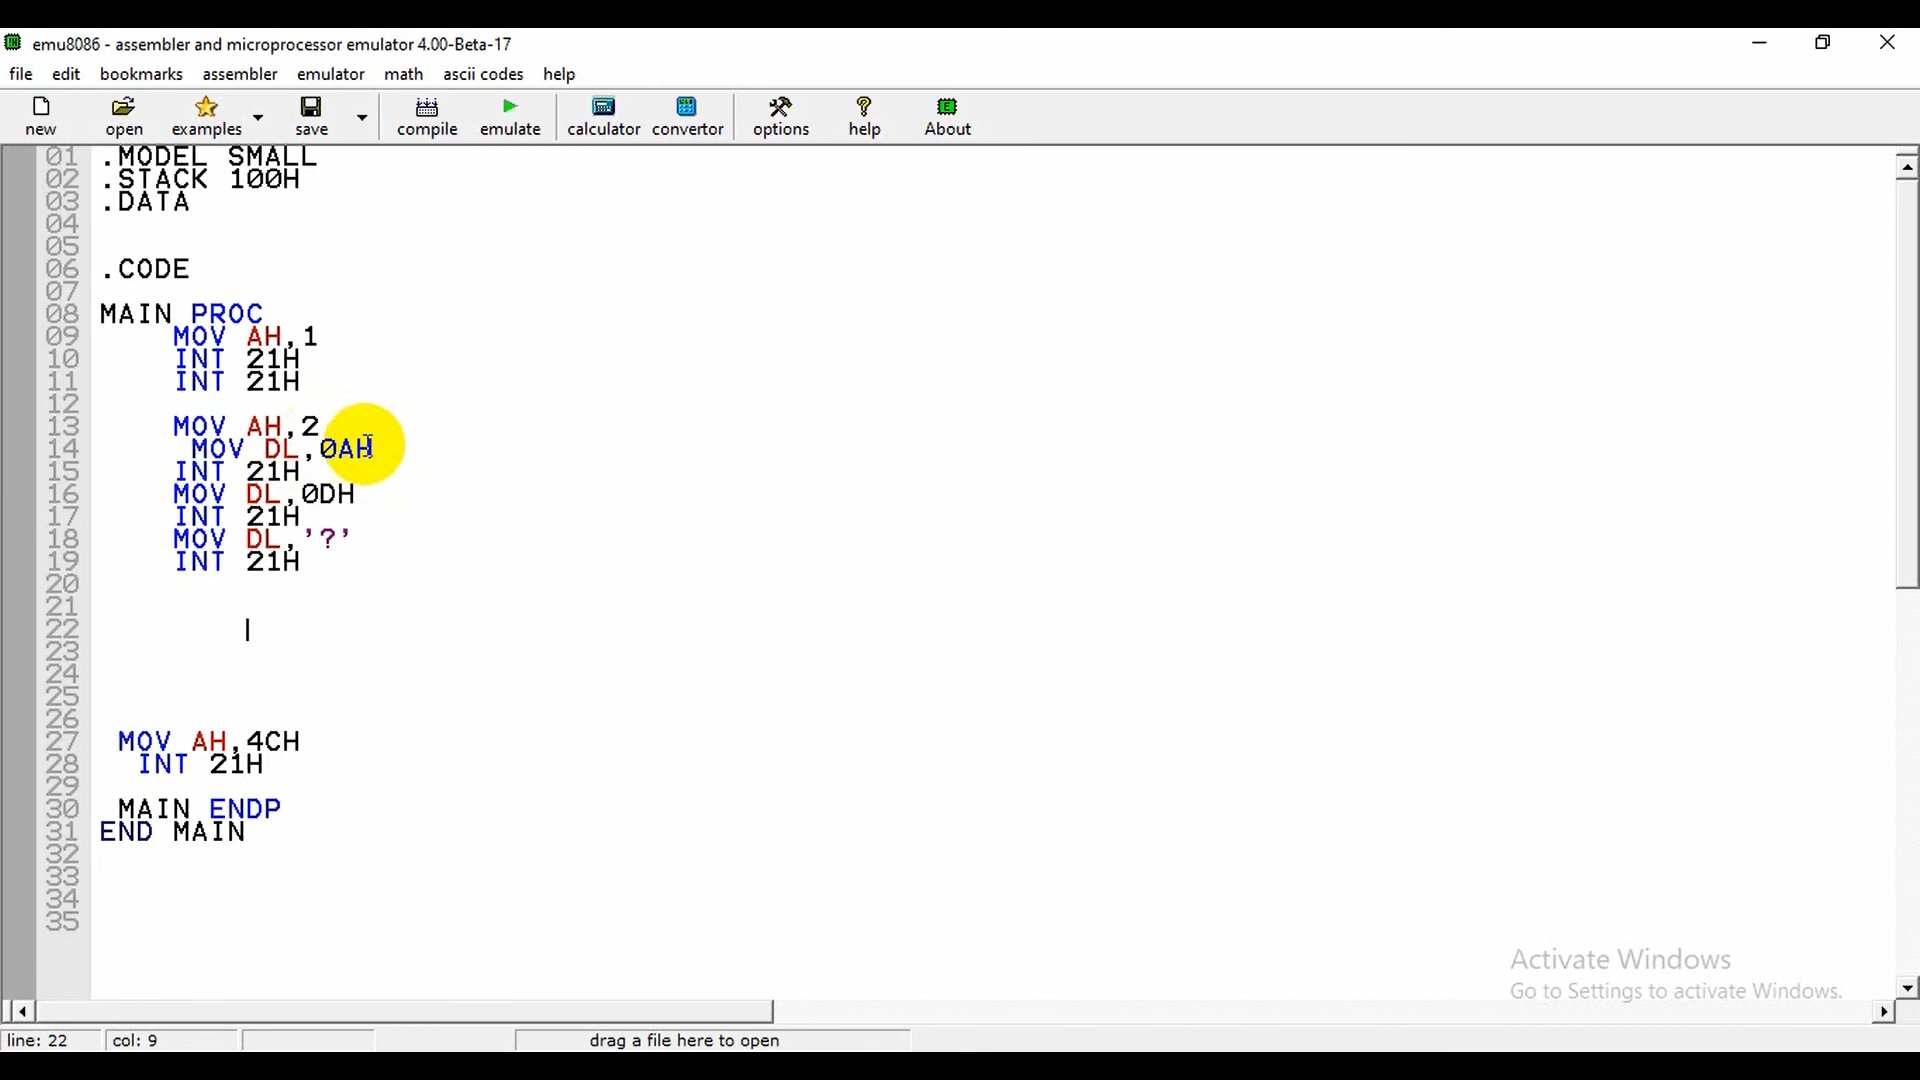 emu8086 - assembler and microprocessor emulator 4.00-Beta-17
file edit bookmarks assembler emulator math ascii codes help
new open examples save compile emulate calculator convertor options help About
01 .MODEL SMALL
02 .STACK 100H
03 .DATA
04
05
06 .CODE
07
08 MAIN PROC
09 MOV AH,1
10 INT 21H
11 INT 21H
12
13 MOV AH,2
14 MOV DL,0AH
15 INT 21H
16 MOV DL,0DH
17 INT 21H
18 MOV DL,'?'
19 INT 21H
20
21
22
23
24
25
26
27 MOV AH,4CH
28 INT 21H
29
30 MAIN ENDP
31 END MAIN
32
33
34
35
Activate Windows
Go to Settings to activate Windows.
line: 22 col: 9 drag a file here to open